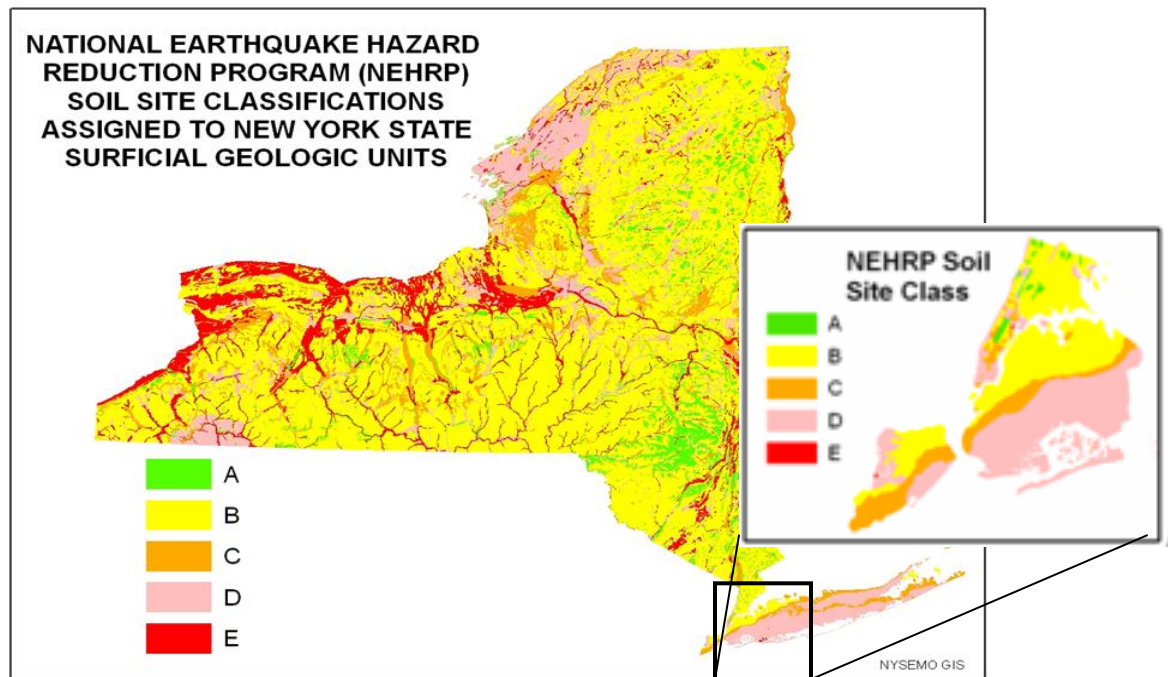 NATIONAL EARTHQUAKE HAZARD
REDUCTION PROGRAM (NEHRP)
SOIL SITE CLASSIFICATIONS
ASSIGNED TO NEW YORK STATE
SURFICIAL GEOLOGIC UNITS
NEHRP Soil
Site Class
A
B
C
D
E
A
B
C
D
E
NYSEMO GIS